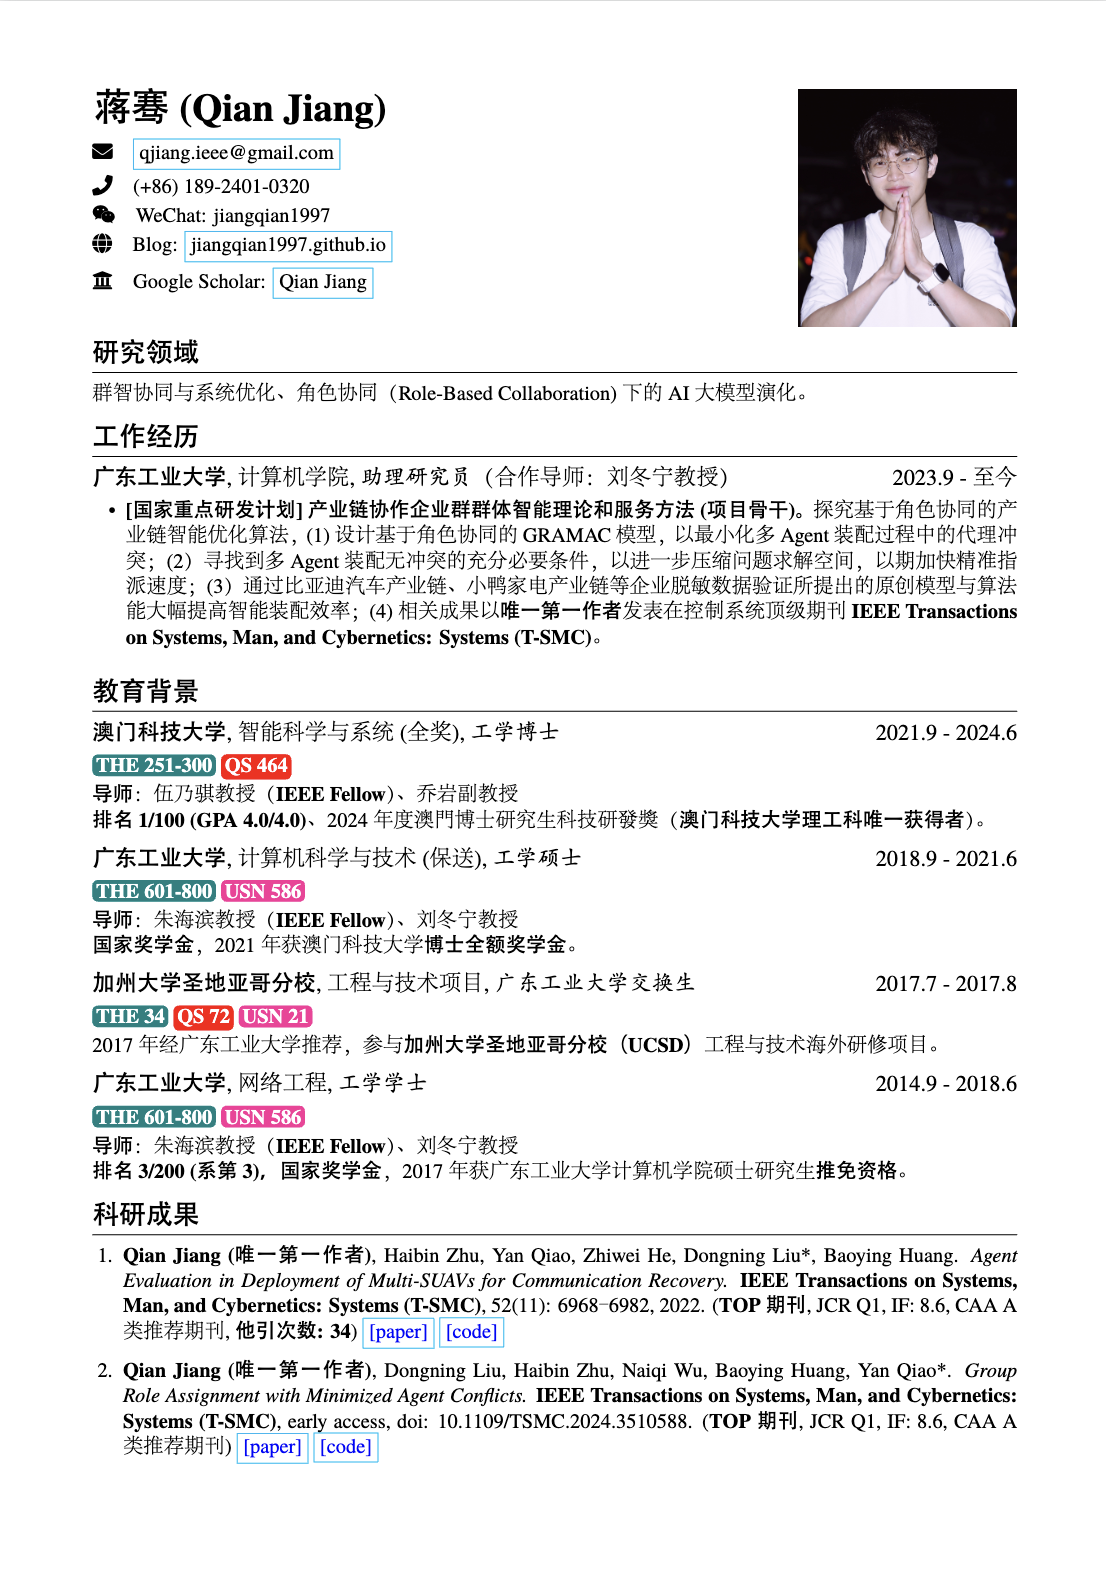 蒋骞 (Qian Jiang)
qjiang.ieee@gmail.com
(+86) 189-2401-0320
WeChat: jiangqian1997
Blog: jiangqian1997.github.io
Google Scholar: Qian Jiang
研究领域
群智协同与系统优化、角色协同（Role-Based Collaboration) 下的 AI 大模型演化。
工作经历
广东工业大学, 计算机学院, 助理研究员（合作导师：刘冬宁教授） 2023.9 - 至今
• [国家重点研发计划] 产业链协作企业群群体智能理论和服务方法 (项目骨干)。探究基于角色协同的产
业链智能优化算法，(1) 设计基于角色协同的 GRAMAC 模型，以最小化多 Agent 装配过程中的代理冲
突；(2）寻找到多 Agent 装配无冲突的充分必要条件，以进一步压缩问题求解空间，以期加快精准指
派速度；(3）通过比亚迪汽车产业链、小鸭家电产业链等企业脱敏数据验证所提出的原创模型与算法
能大幅提高智能装配效率；(4) 相关成果以唯一第一作者发表在控制系统顶级期刊 IEEE Transactions
on Systems, Man, and Cybernetics: Systems (T-SMC)。
教育背景
澳门科技大学, 智能科学与系统 (全奖), 工学博士 2021.9 - 2024.6
THE 251-300 QS 464
导师：伍乃骐教授（IEEE Fellow）、乔岩副教授
排名 1/100 (GPA 4.0/4.0)、2024 年度澳門博士研究生科技研發獎（澳门科技大学理工科唯一获得者）。
广东工业大学, 计算机科学与技术 (保送), 工学硕士 2018.9 - 2021.6
THE 601-800 USN 586
导师：朱海滨教授（IEEE Fellow）、刘冬宁教授
国家奖学金，2021 年获澳门科技大学博士全额奖学金。
加州大学圣地亚哥分校, 工程与技术项目, 广东工业大学交换生 2017.7 - 2017.8
THE 34 QS 72 USN 21
2017 年经广东工业大学推荐，参与加州大学圣地亚哥分校（UCSD）工程与技术海外研修项目。
广东工业大学, 网络工程, 工学学士 2014.9 - 2018.6
THE 601-800 USN 586
导师：朱海滨教授（IEEE Fellow）、刘冬宁教授
排名 3/200 (系第 3)，国家奖学金，2017 年获广东工业大学计算机学院硕士研究生推免资格。
科研成果
1. Qian Jiang (唯一第一作者), Haibin Zhu, Yan Qiao, Zhiwei He, Dongning Liu*, Baoying Huang. Agent
Evaluation in Deployment of Multi-SUAVs for Communication Recovery. IEEE Transactions on Systems,
Man, and Cybernetics: Systems (T-SMC), 52(11): 6968–6982, 2022. (TOP 期刊, JCR Q1, IF: 8.6, CAA A
类推荐期刊, 他引次数: 34) [paper] [code]
2. Qian Jiang (唯一第一作者), Dongning Liu, Haibin Zhu, Naiqi Wu, Baoying Huang, Yan Qiao*. Group
Role Assignment with Minimized Agent Conflicts. IEEE Transactions on Systems, Man, and Cybernetics:
Systems (T-SMC), early access, doi: 10.1109/TSMC.2024.3510588. (TOP 期刊, JCR Q1, IF: 8.6, CAA A
类推荐期刊) [paper] [code]